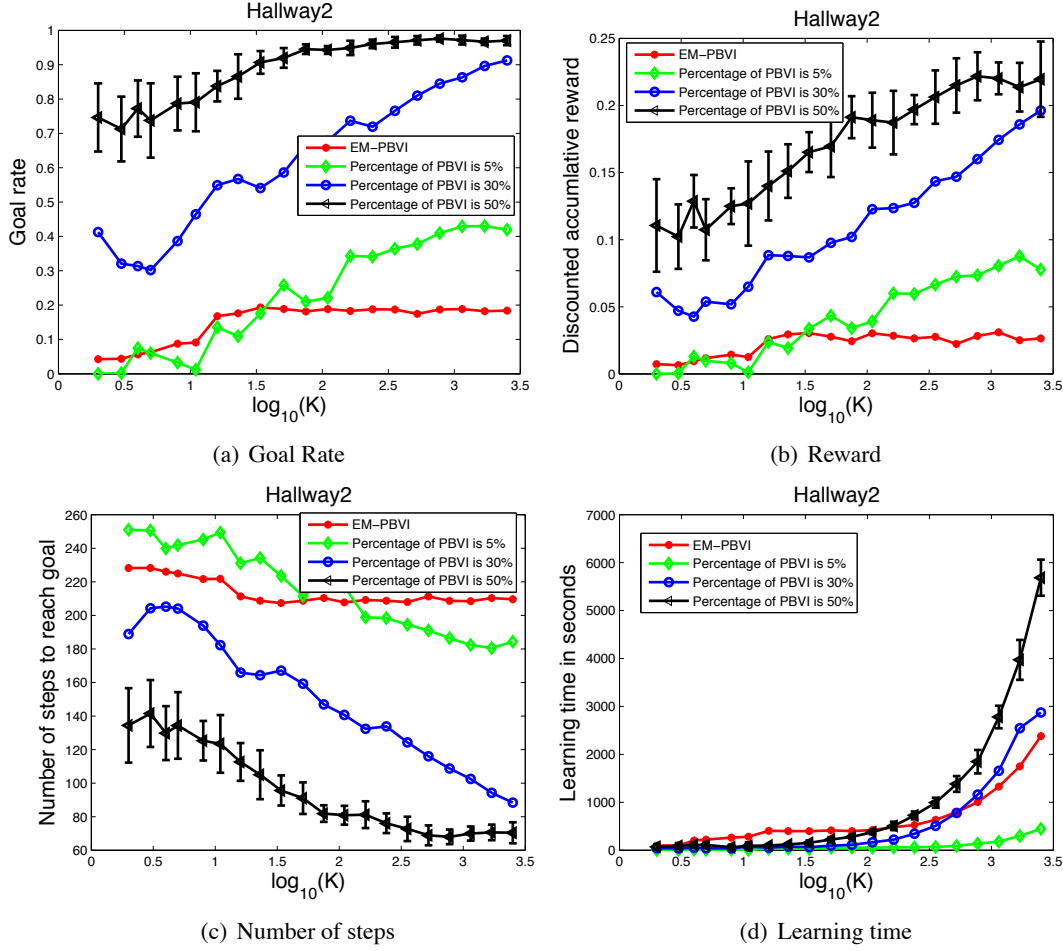 Hallway2
1
0.9
0.8
0.7
0.6
0.5
0.4
0.3
0.2
0.1
0
Goal rate
EM−PBVI
Percentage of PBVI is 5%
Percentage of PBVI is 30%
Percentage of PBVI is 50%
0 0.5 1 1.5 2 2.5 3 3.5
log10(K)
(a) Goal Rate
Hallway2
0.25
0.2
0.15
0.1
0.05
0
Discounted accumlative reward
EM−PBVI
Percentage of PBVI is 5%
Percentage of PBVI is 30%
Percentage of PBVI is 50%
0 0.5 1 1.5 2 2.5 3 3.5
log10(K)
(b) Reward
Hallway2
260
240
220
200
180
160
140
120
100
80
60
Number of steps to reach goal
EM−PBVI
Percentage of PBVI is 5%
Percentage of PBVI is 30%
Percentage of PBVI is 50%
0 0.5 1 1.5 2 2.5 3 3.5
log10(K)
(c) Number of steps
Hallway2
7000
6000
5000
4000
3000
2000
1000
0
Learning time in seconds
EM−PBVI
Percentage of PBVI is 5%
Percentage of PBVI is 30%
Percentage of PBVI is 50%
0 0.5 1 1.5 2 2.5 3 3.5
log10(K)
(d) Learning time